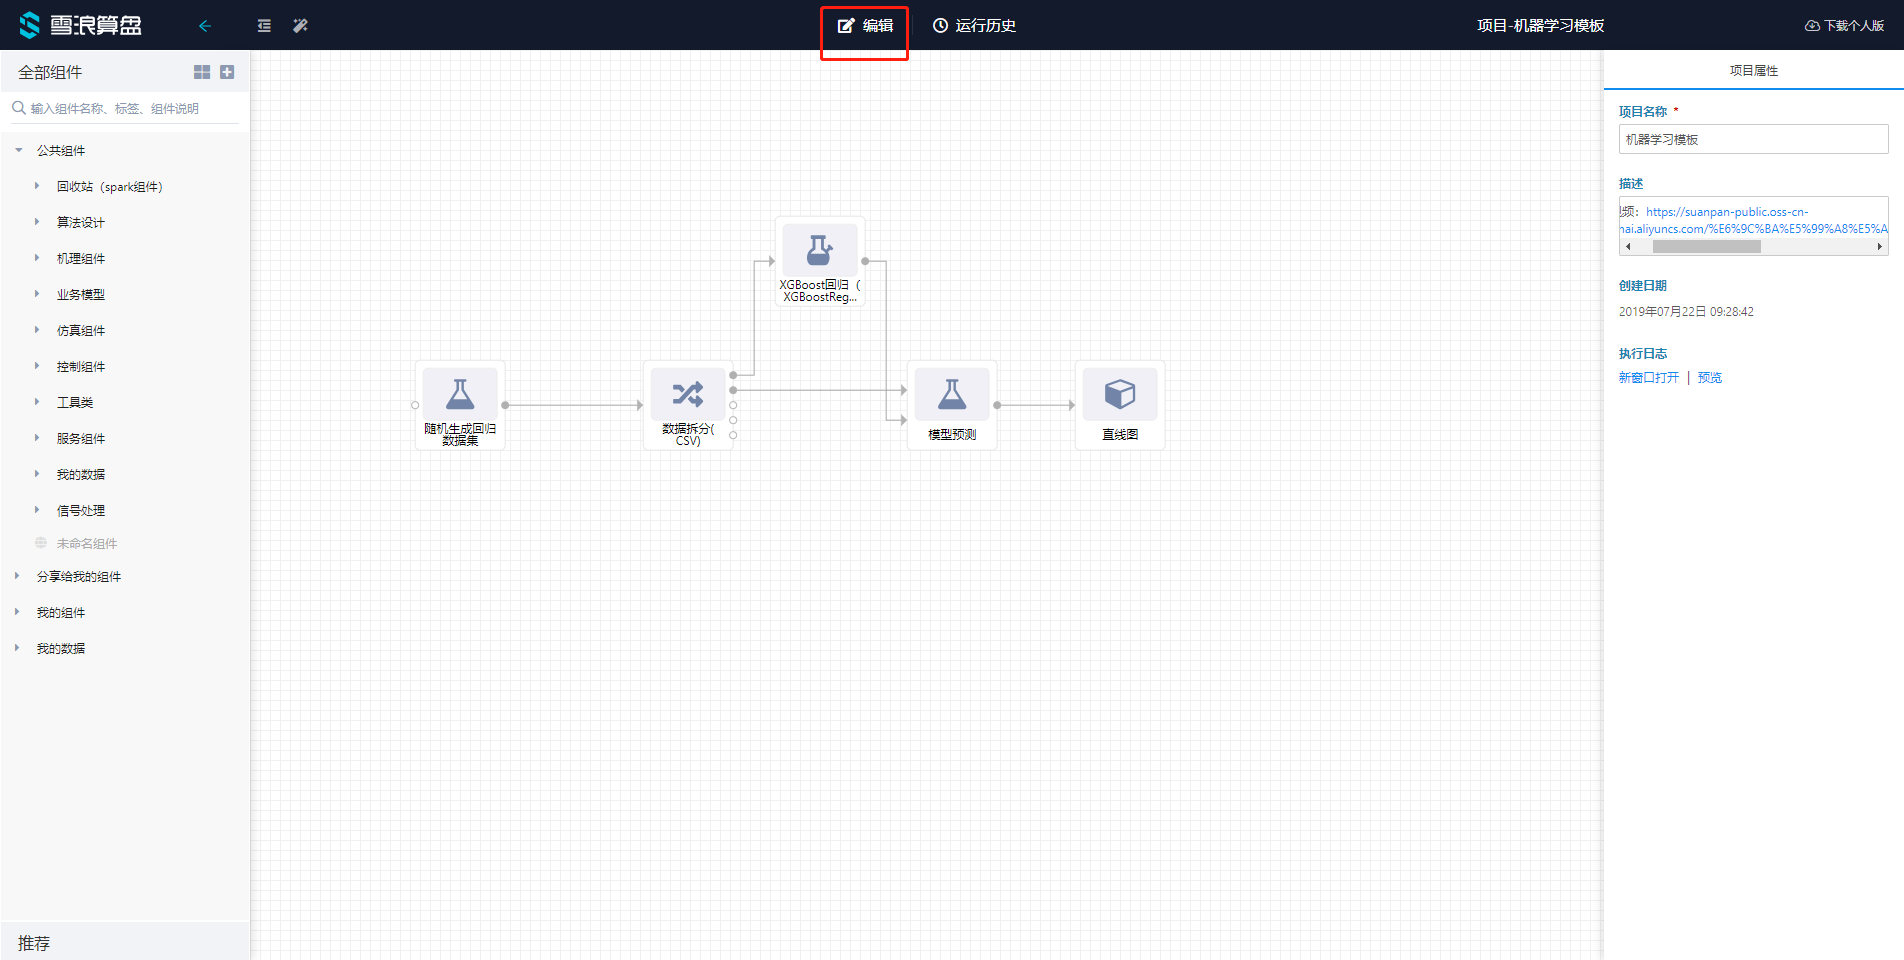 雪浪算盘
编辑
运行历史
项目-机器学习模板
下载个人版
全部组件
输入组件名称、标签、组件说明
公共组件
回收站（spark组件）
算法设计
机理组件
业务模型
仿真组件
控制组件
工具类
服务组件
我的数据
信号处理
未命名组件
分享给我的组件
我的组件
我的数据
推荐
XGBoost回归（
XGBoostReg...
随机生成回归
数据集
数据拆分(
CSV)
模型预测
直线图
项目属性
项目名称 *
机器学习模板
描述
频：https://suanpan-public.oss-cn-
hai.aliyuncs.com/%E6%9C%BA%E5%99%A8%E5%A
创建日期
2019年07月22日 09:28:42
执行日志
新窗口打开 | 预览